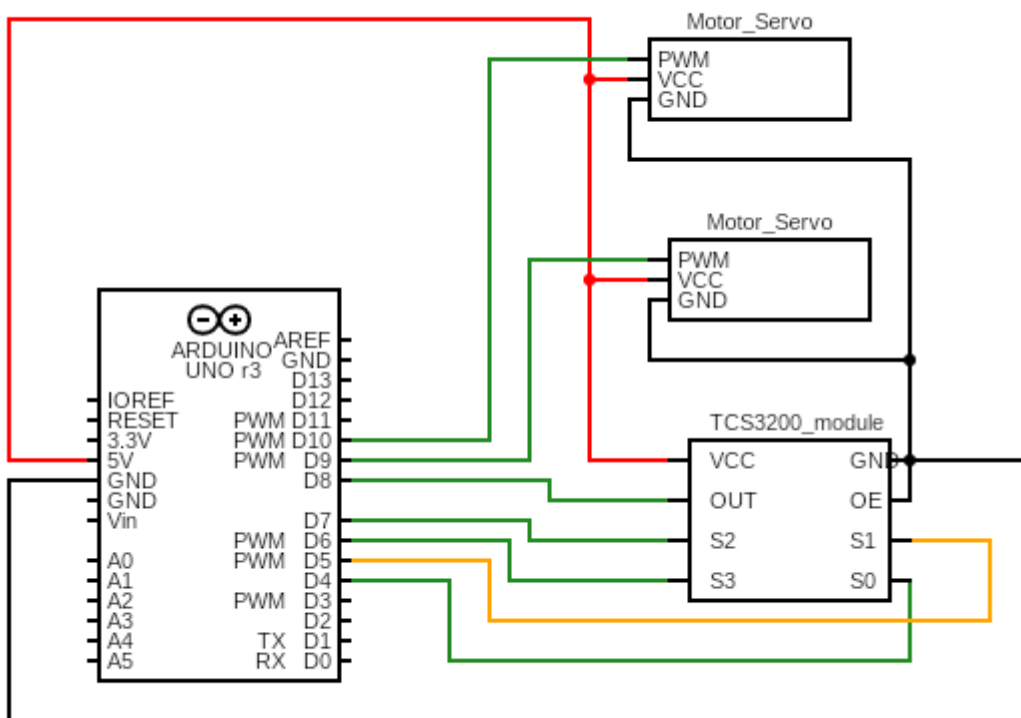 Motor_Servo
PWM
VCC
GND
Motor_Servo
PWM
VCC
GND
ARDUINO
UNO r3
IOREF
RESET
3.3V
5V
GND
GND
Vin
A0
A1
A2
A3
A4
A5
AREF
GND
D13
D12
PWM D11
PWM D10
PWM D9
D8
D7
PWM D6
PWM D5
D4
PWM D3
D2
TX D1
RX D0
TCS3200_module
VCC
OUT
S2
S3
GND
OE
S1
S0